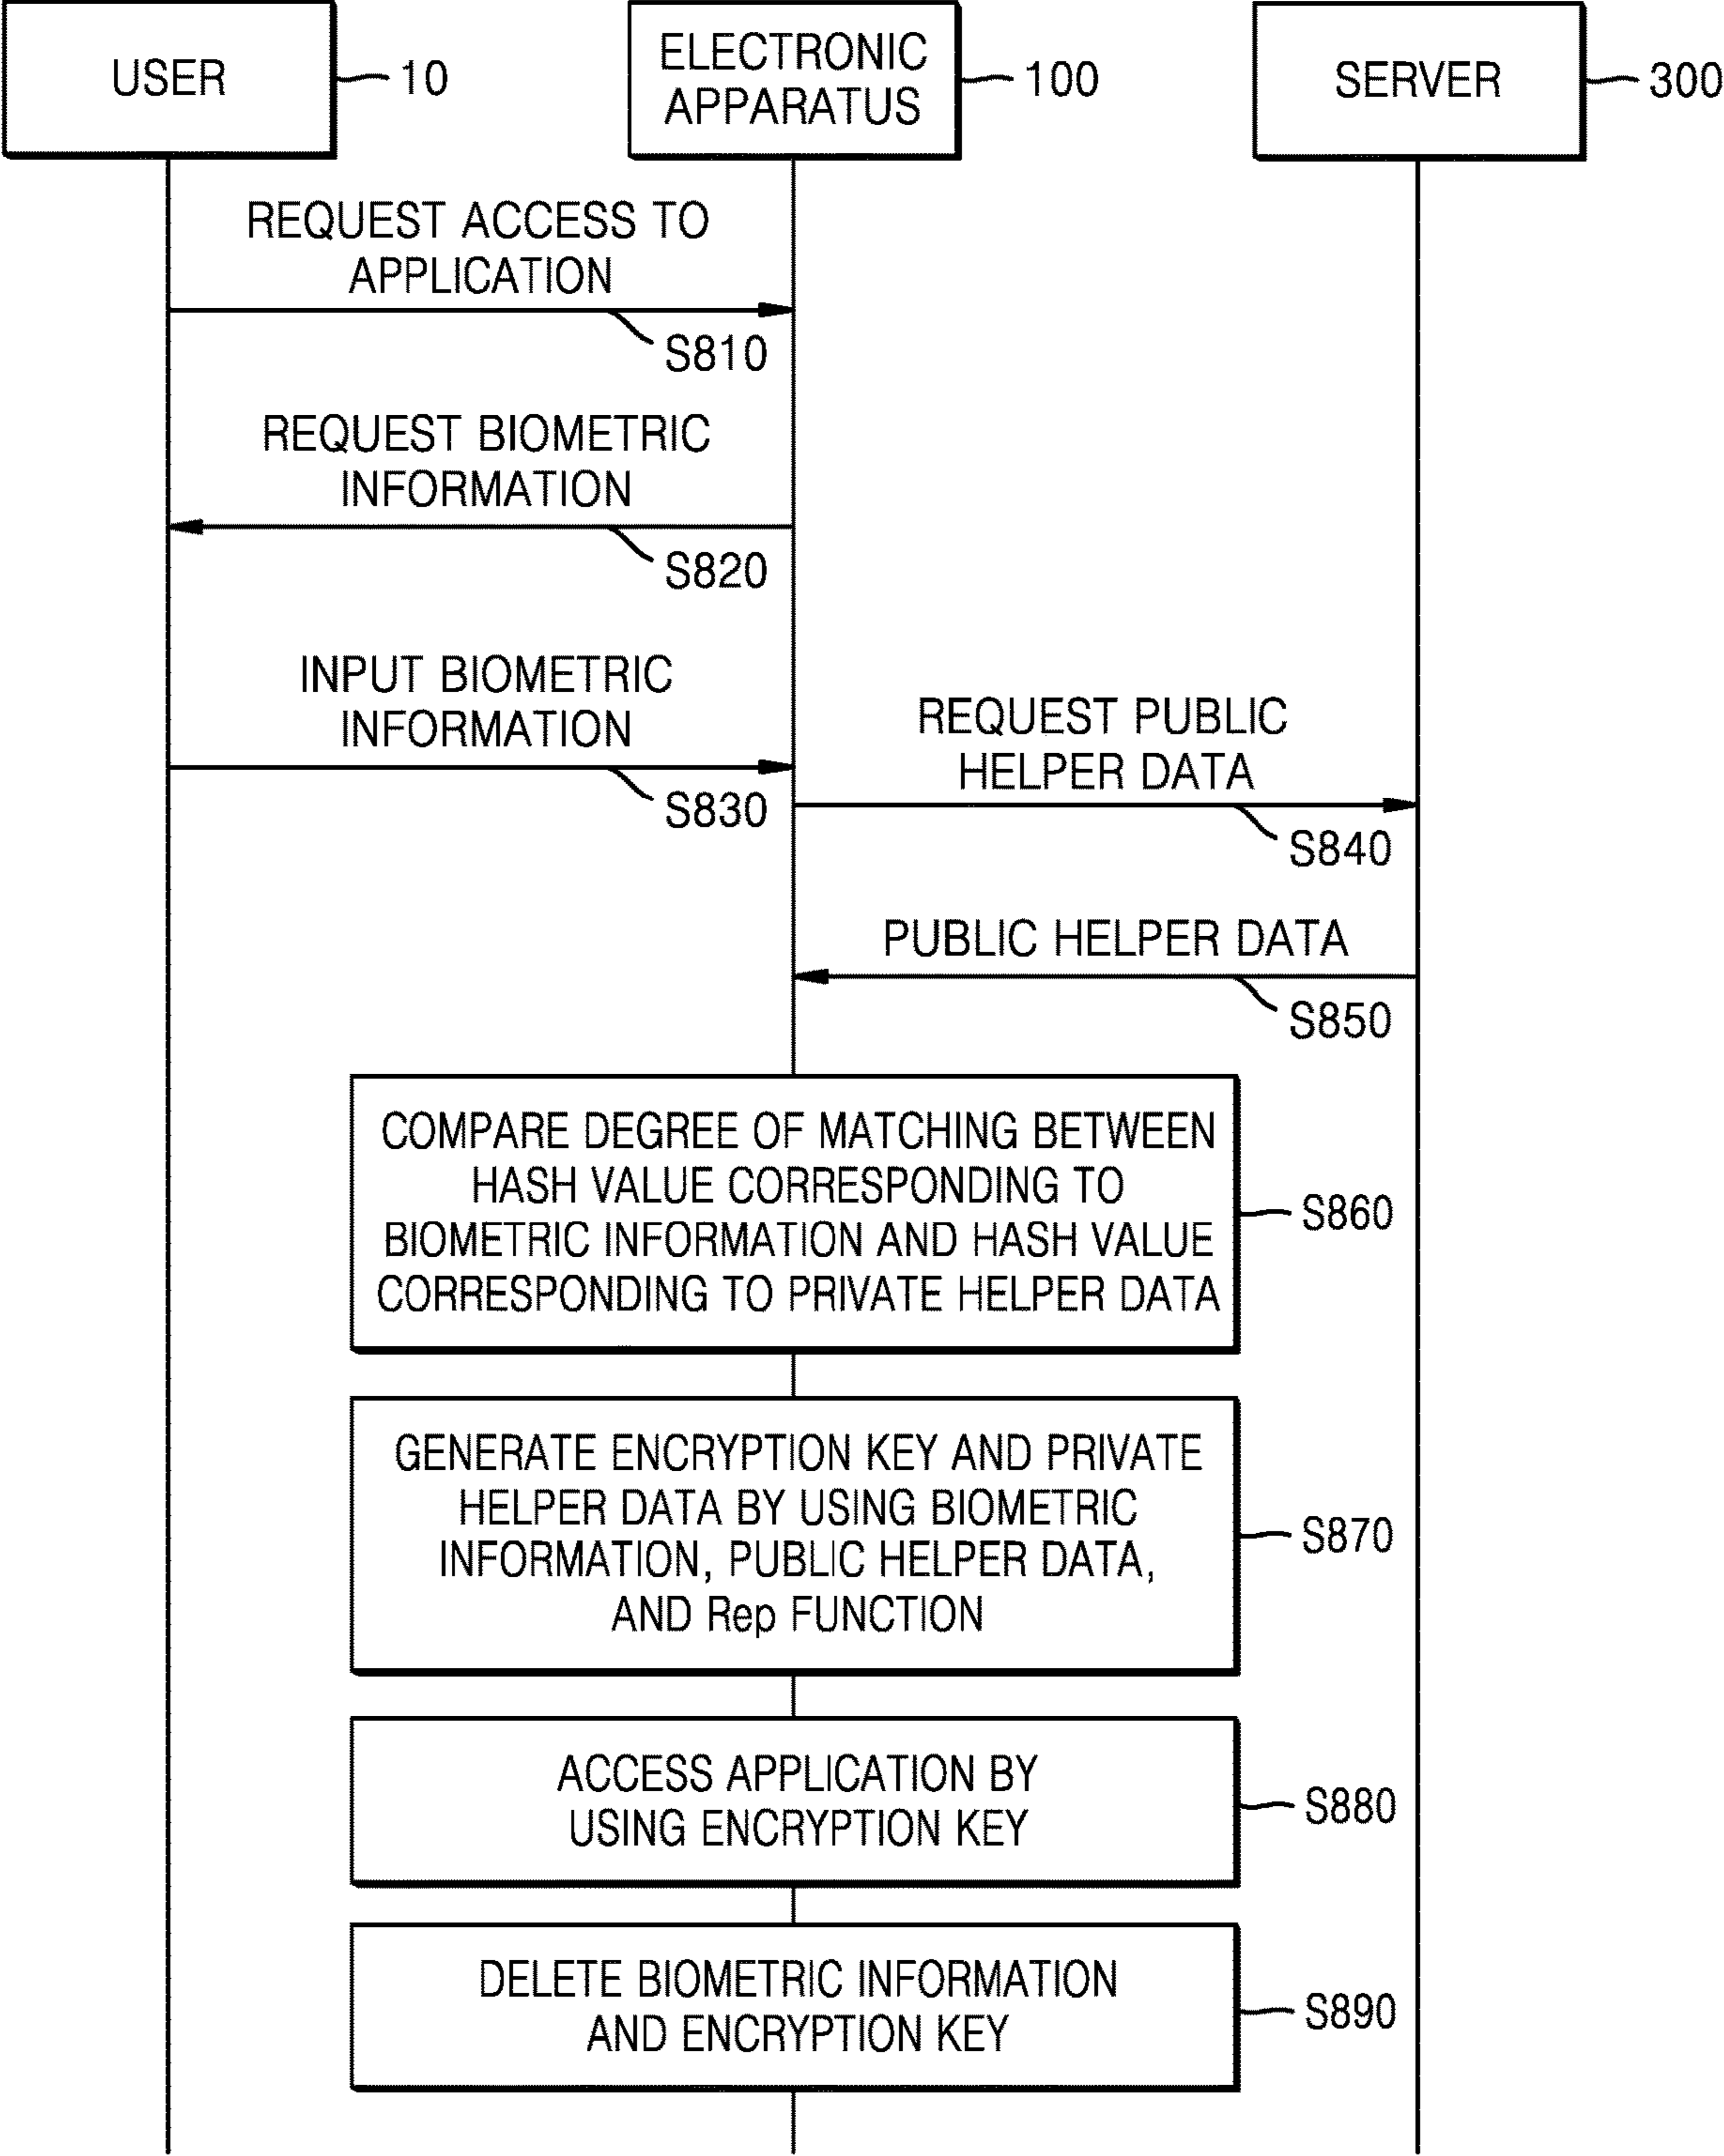 USER
10
ELECTRONIC
APPARATUS
100
SERVER
300
REQUEST ACCESS TO
APPLICATION
S810
REQUEST BIOMETRIC
INFORMATION
S820
INPUT BIOMETRIC
INFORMATION
S830
REQUEST PUBLIC
HELPER DATA
S840
PUBLIC HELPER DATA
S850
COMPARE DEGREE OF MATCHING BETWEEN
HASH VALUE CORRESPONDING TO
BIOMETRIC INFORMATION AND HASH VALUE
CORRESPONDING TO PRIVATE HELPER DATA
S860
GENERATE ENCRYPTION KEY AND PRIVATE
HELPER DATA BY USING BIOMETRIC
INFORMATION, PUBLIC HELPER DATA,
AND Rep FUNCTION
S870
ACCESS APPLICATION BY
USING ENCRYPTION KEY
S880
DELETE BIOMETRIC INFORMATION
AND ENCRYPTION KEY
S890